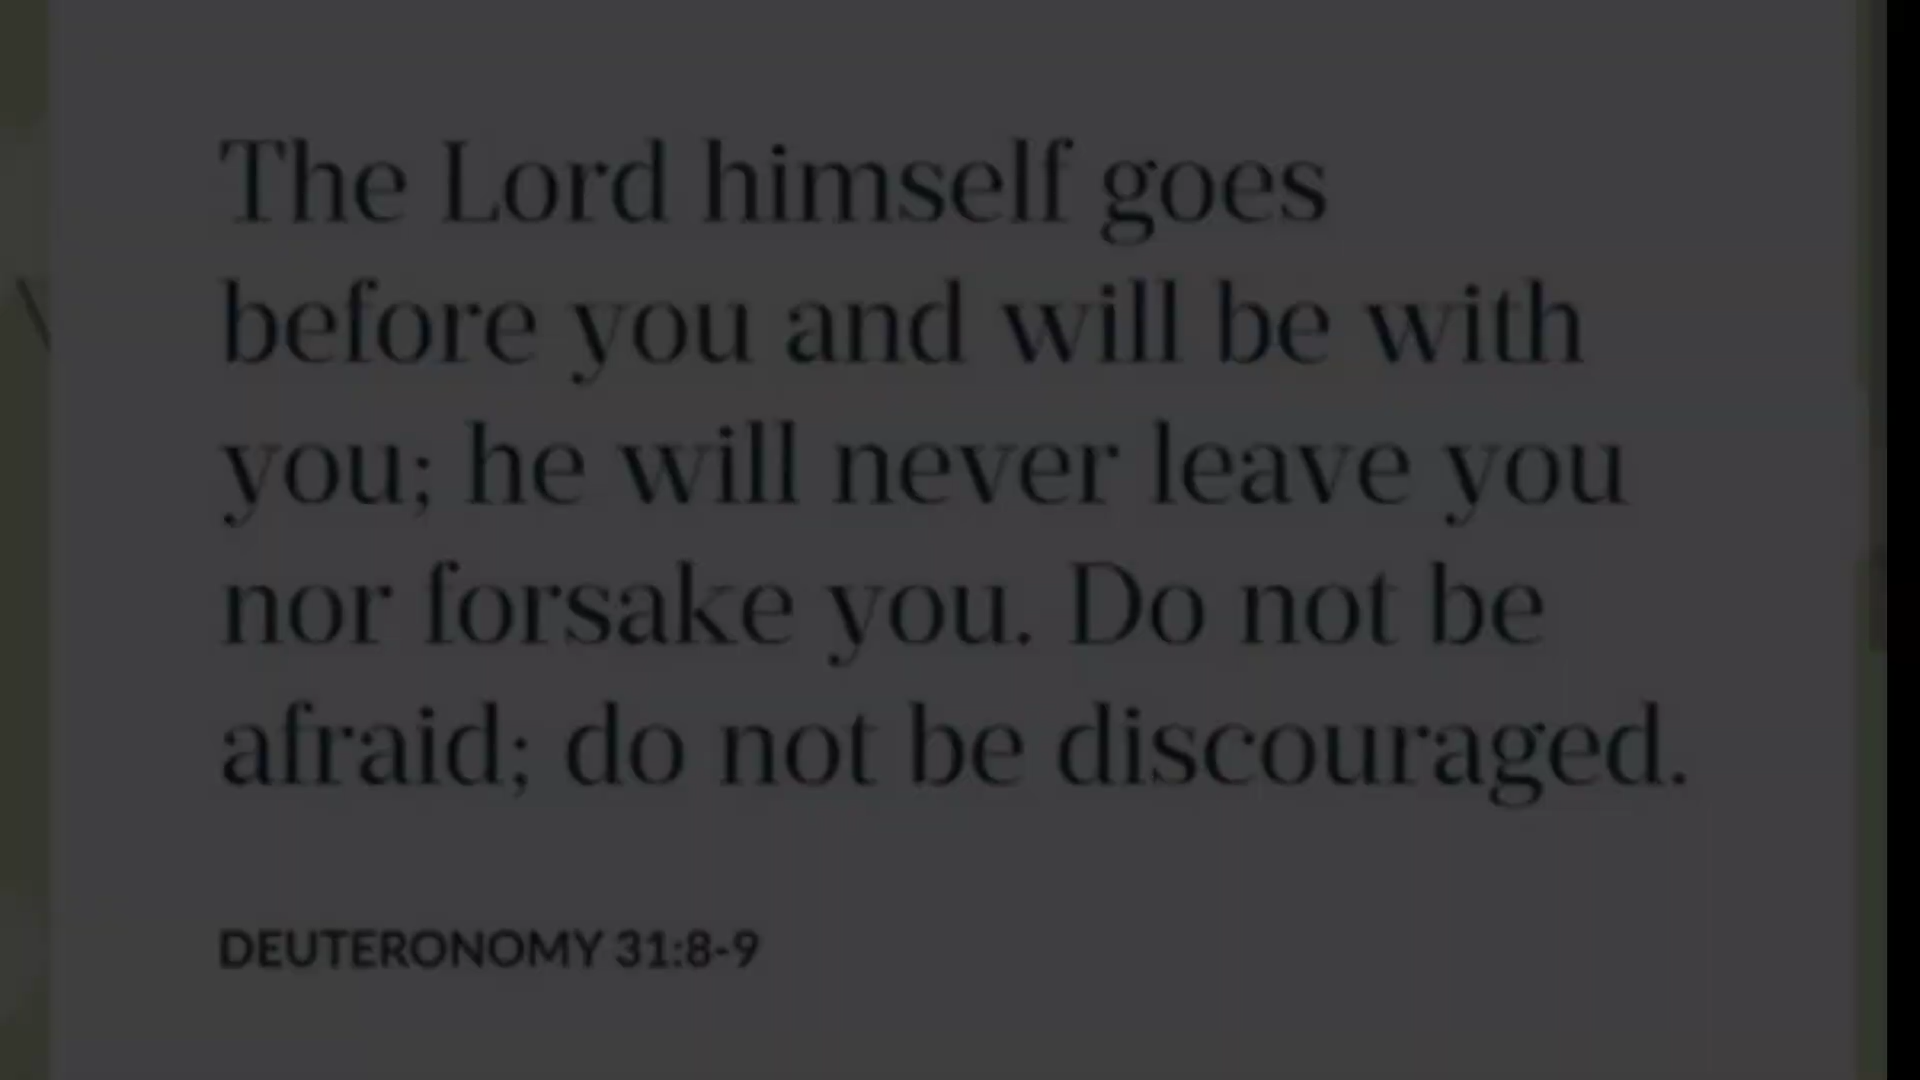 The Lord himself goes
before you and will be with
you; he will never leave you
nor forsake you. Do not be
afraid; do not be discouraged.
DEUTERONOMY 31:8-9